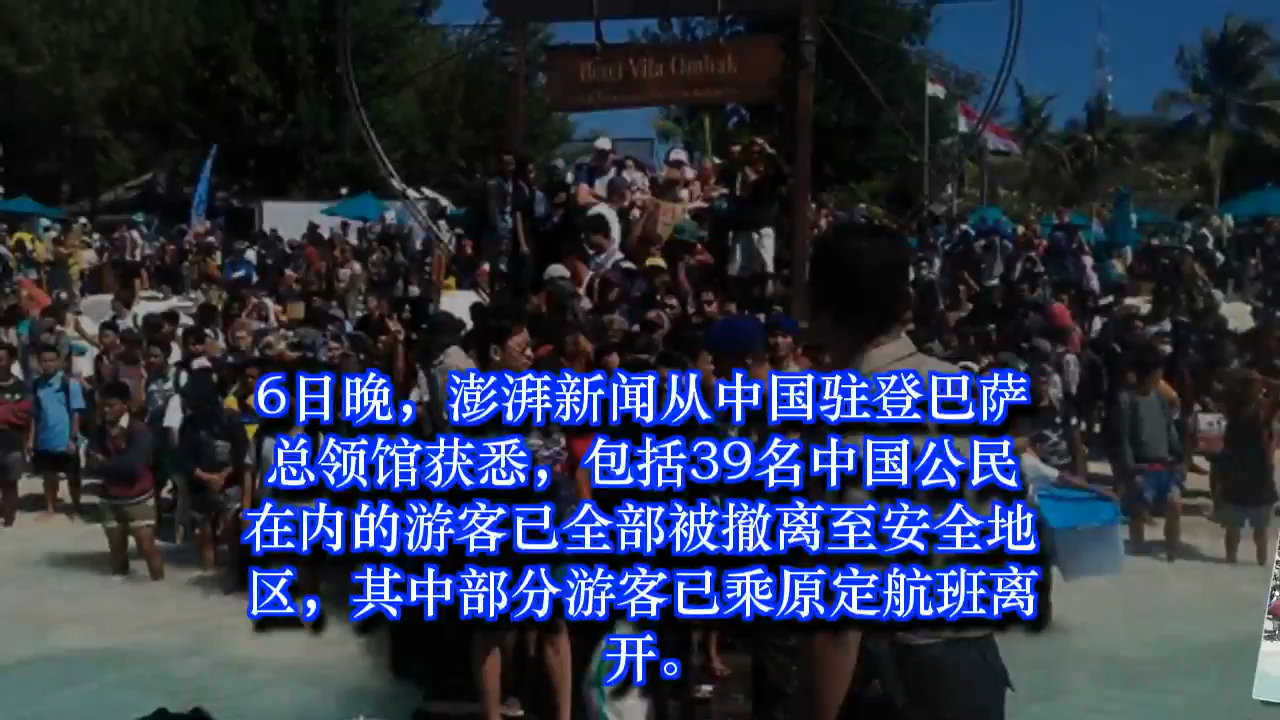 Hotel Vila Ombak
6日晚，澎湃新闻从中国驻登巴萨
总领馆获悉，包括39名中国公民
在内的游客已全部被撤离至安全地
区，其中部分游客已乘原定航班离
开。